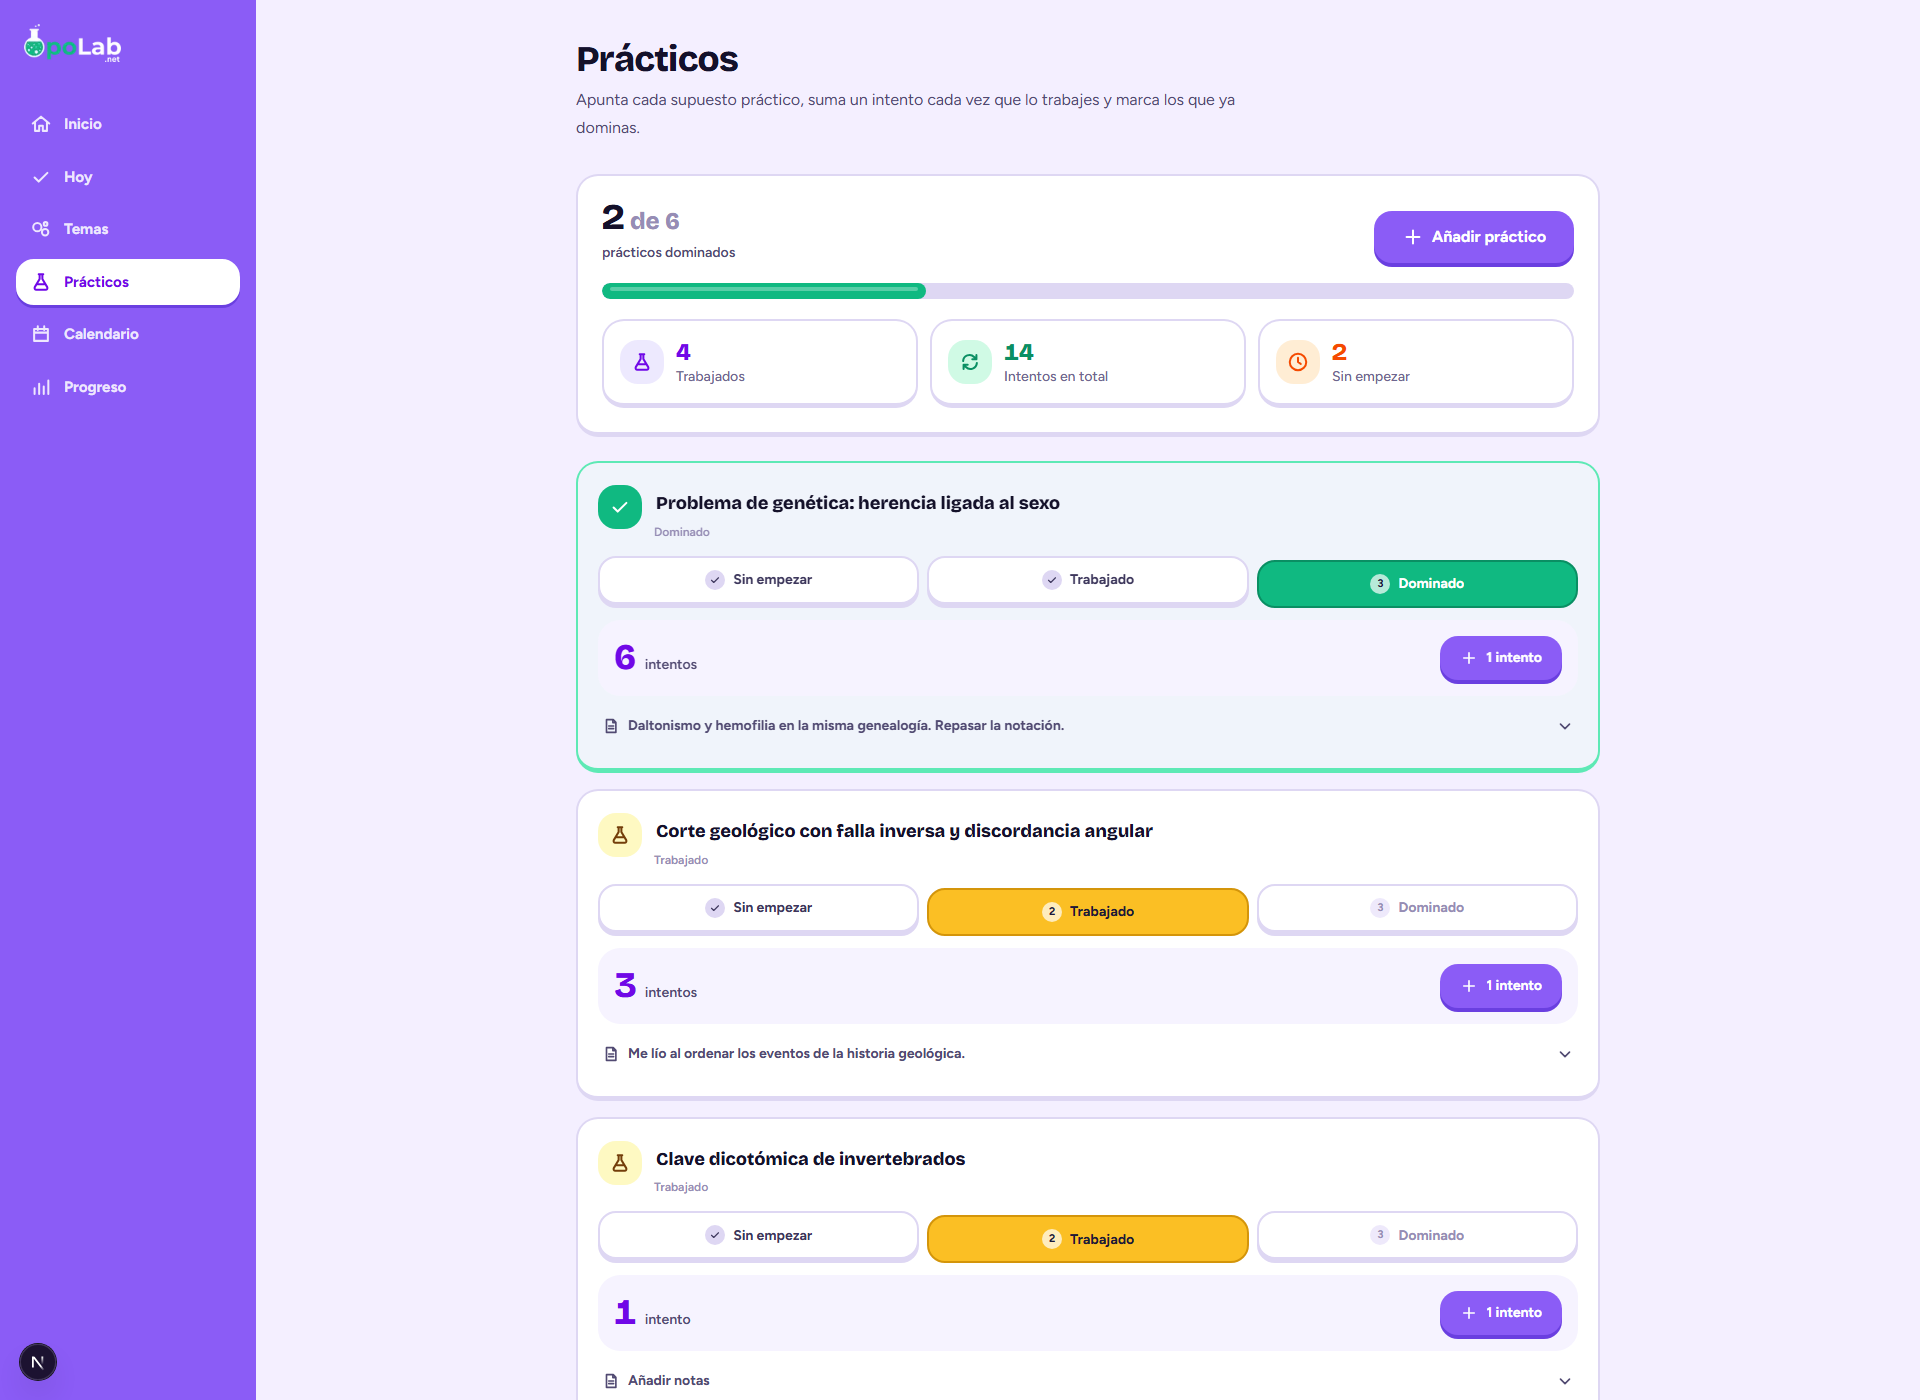 poLab
.net
Inicio
Hoy
Temas
Prácticos
Calendario
Progreso
Prácticos
Apunta cada supuesto práctico, suma un intento cada vez que lo trabajes y marca los que ya
dominas.
2 de 6
prácticos dominados
Añadir práctico
4
Trabajados
14
Intentos en total
2
Sin empezar
Problema de genética: herencia ligada al sexo
Dominado
Sin empezar
Trabajado
3 Dominado
6 intentos
1 intento
Daltonismo y hemofilia en la misma genealogía. Repasar la notación.
Corte geológico con falla inversa y discordancia angular
Trabajado
Sin empezar
2 Trabajado
3 Dominado
3 intentos
1 intento
Me lío al ordenar los eventos de la historia geológica.
Clave dicotómica de invertebrados
Trabajado
Sin empezar
2 Trabajado
3 Dominado
1 intento
1 intento
Añadir notas
N